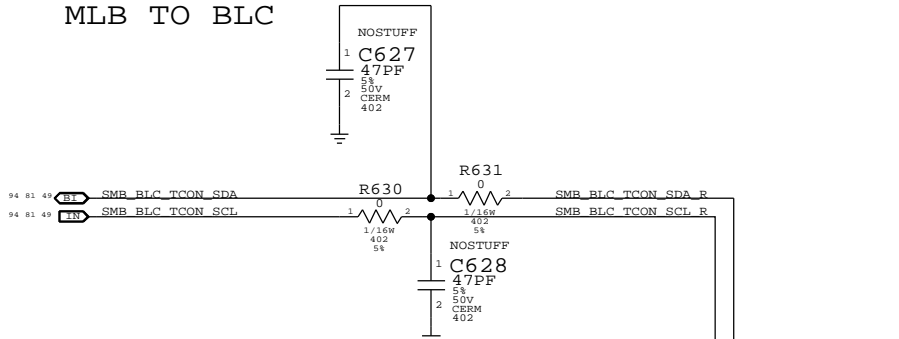 MLB TO BLC
NOSTUFF
1 C627
47PF
5%
50V
2 CERM
402
R631
0
94 81 49 BI SMB_BLC_TCON_SDA
R630
0
1 2
SMB_BLC_TCON_SDA_R
94 81 49 IN SMB_BLC_TCON_SCL
1 2
1/16W
402
5%
1/16W
402
5%
SMB_BLC_TCON_SCL_R
NOSTUFF
1 C628
47PF
5%
50V
2 CERM
402